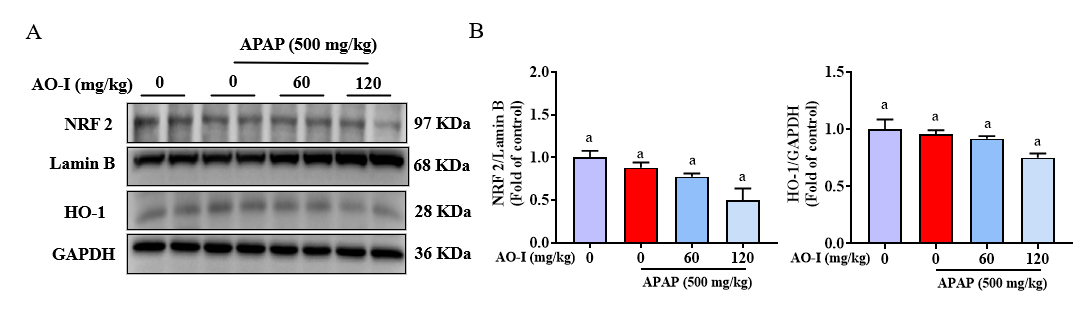 A
APAP (500 mg/kg)
AO-I (mg/kg) 0 0 60 120
NRF 2 97 KDa
Lamin B 68 KDa
HO-1 28 KDa
GAPDH 36 KDa
B
NRF 2/Lamin B
(Fold of control)
2.0
1.5
1.0
0.5
0.0
a a a a
AO-I (mg/kg) 0 0 60 120
APAP (500 mg/kg)
HO-1/GAPDH
(Fold of control)
1.5
1.0
0.5
0.0
a a a a
AO-I (mg/kg) 0 0 60 120
APAP (500 mg/kg)